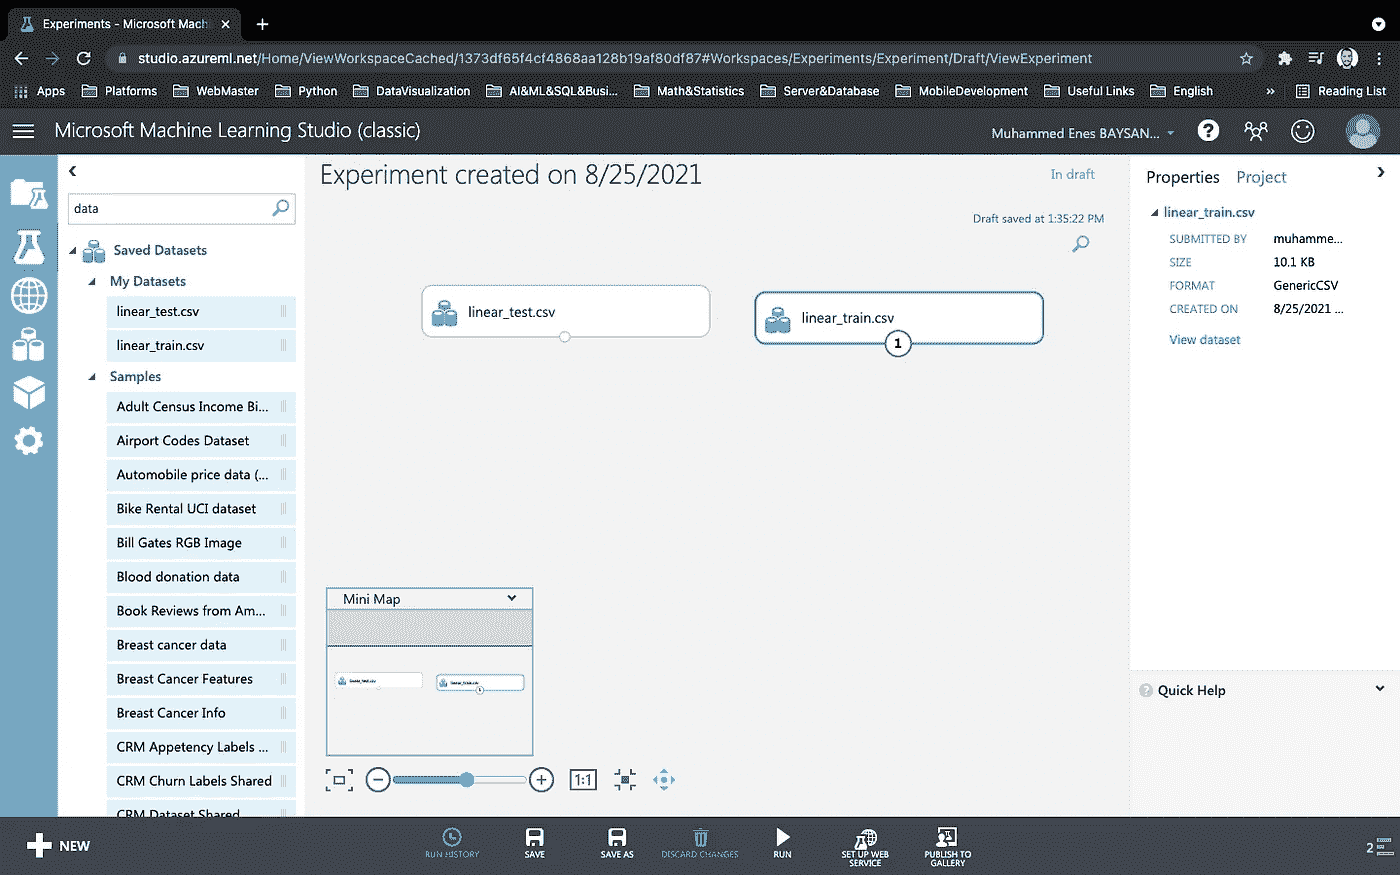 Experiments - Microsoft Mach
studio.azureml.net/Home/ViewWorkspaceCached/1373df65f4cf4868aa128b19af80df87#Workspaces/Experiments/Experiment/Draft/ViewExperiment
Apps Platforms WebMaster Python DataVisualization AI&ML&SQL&Busi... Math&Statistics Server&Database MobileDevelopment Useful Links English » Reading List
Microsoft Machine Learning Studio (classic)
Muhammed Enes BAYSAN...
data
Saved Datasets
My Datasets
linear_test.csv
linear_train.csv
Samples
Adult Census Income Bi...
Airport Codes Dataset
Automobile price data (...
Bike Rental UCI dataset
Bill Gates RGB Image
Blood donation data
Book Reviews from Am...
Breast cancer data
Breast Cancer Features
Breast Cancer Info
CRM Appetency Labels ...
CRM Churn Labels Shared
CRM Dataset Shared
Experiment created on 8/25/2021
In draft
Draft saved at 1:35:22 PM
linear_test.csv
linear_train.csv
1
Mini Map
linear_test.csv
linear_train.csv
1
1:1
Properties Project
linear_train.csv
SUBMITTED BY muhamme...
SIZE 10.1 KB
FORMAT GenericCSV
CREATED ON 8/25/2021 ...
View dataset
? Quick Help
NEW
RUN HISTORY
SAVE
SAVE AS
DISCARD CHANGES
RUN
SET UP WEB
SERVICE
PUBLISH TO
GALLERY
2